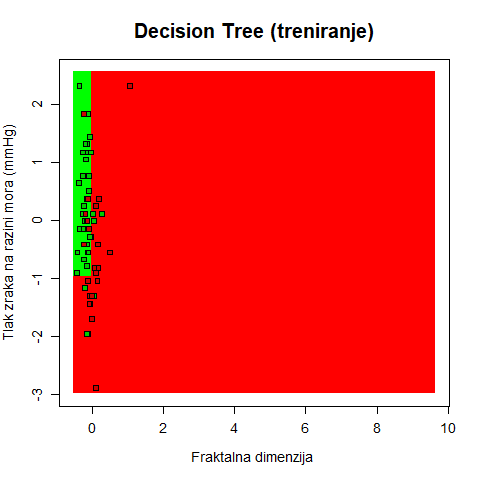 Decision Tree (treniranje)
Tlak zraka na razini mora (mmHg)
2
1
0
-1
-2
-3
0 2 4 6 8 10
Fraktalna dimenzija